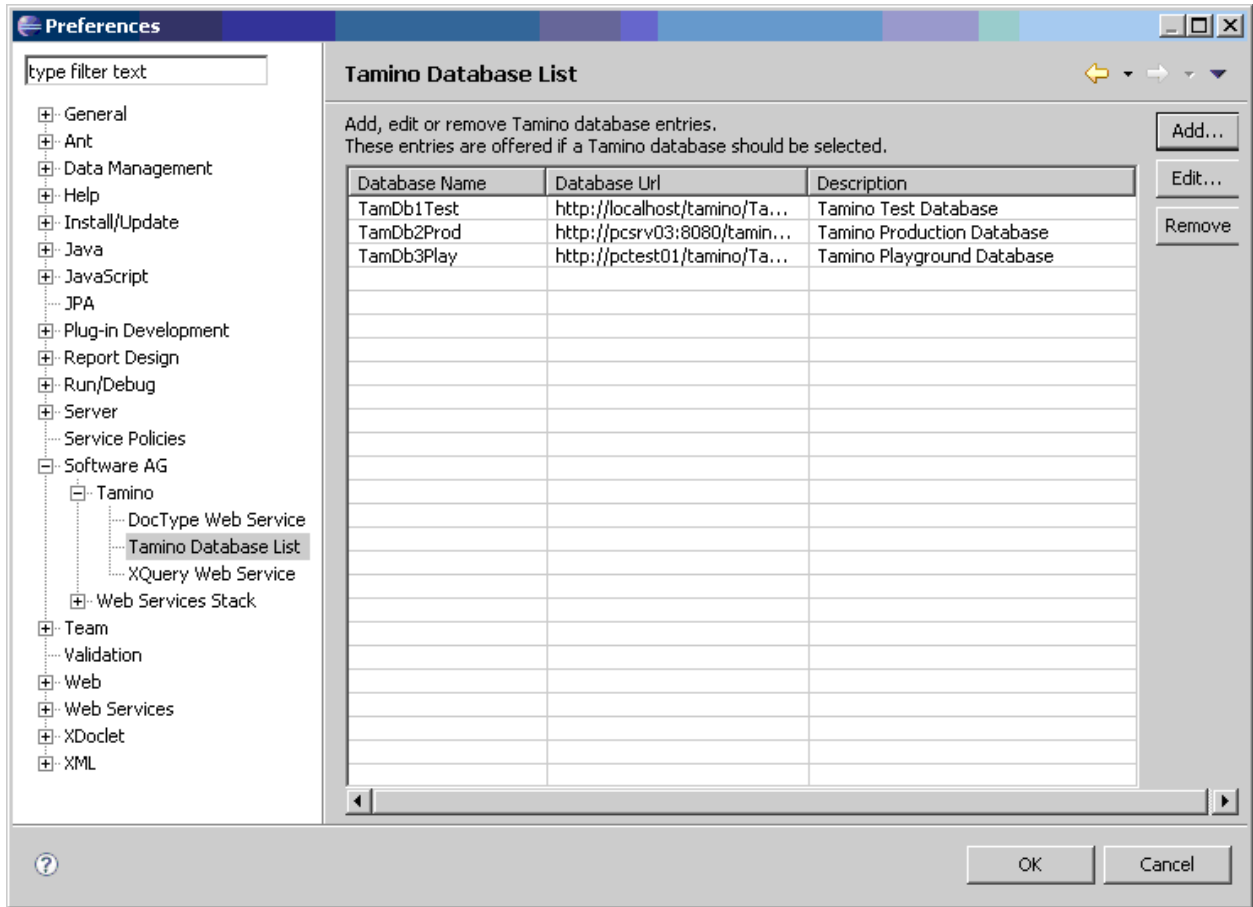 Preferences
type filter text
General
Ant
Data Management
Help
Install/Update
Java
JavaScript
JPA
Plug-in Development
Report Design
Run/Debug
Server
Service Policies
Software AG
Tamino
DocType Web Service
Tamino Database List
XQuery Web Service
Web Services Stack
Team
Validation
Web
Web Services
XDoclet
XML
Tamino Database List
Add, edit or remove Tamino database entries.
These entries are offered if a Tamino database should be selected.
Database Name Database Url Description
TamDb1Test http://localhost/tamino/Ta... Tamino Test Database
TamDb2Prod http://pcsrv03:8080/tamin... Tamino Production Database
TamDb3Play http://pctest01/tamino/Ta... Tamino Playground Database
Add...
Edit...
Remove
OK Cancel